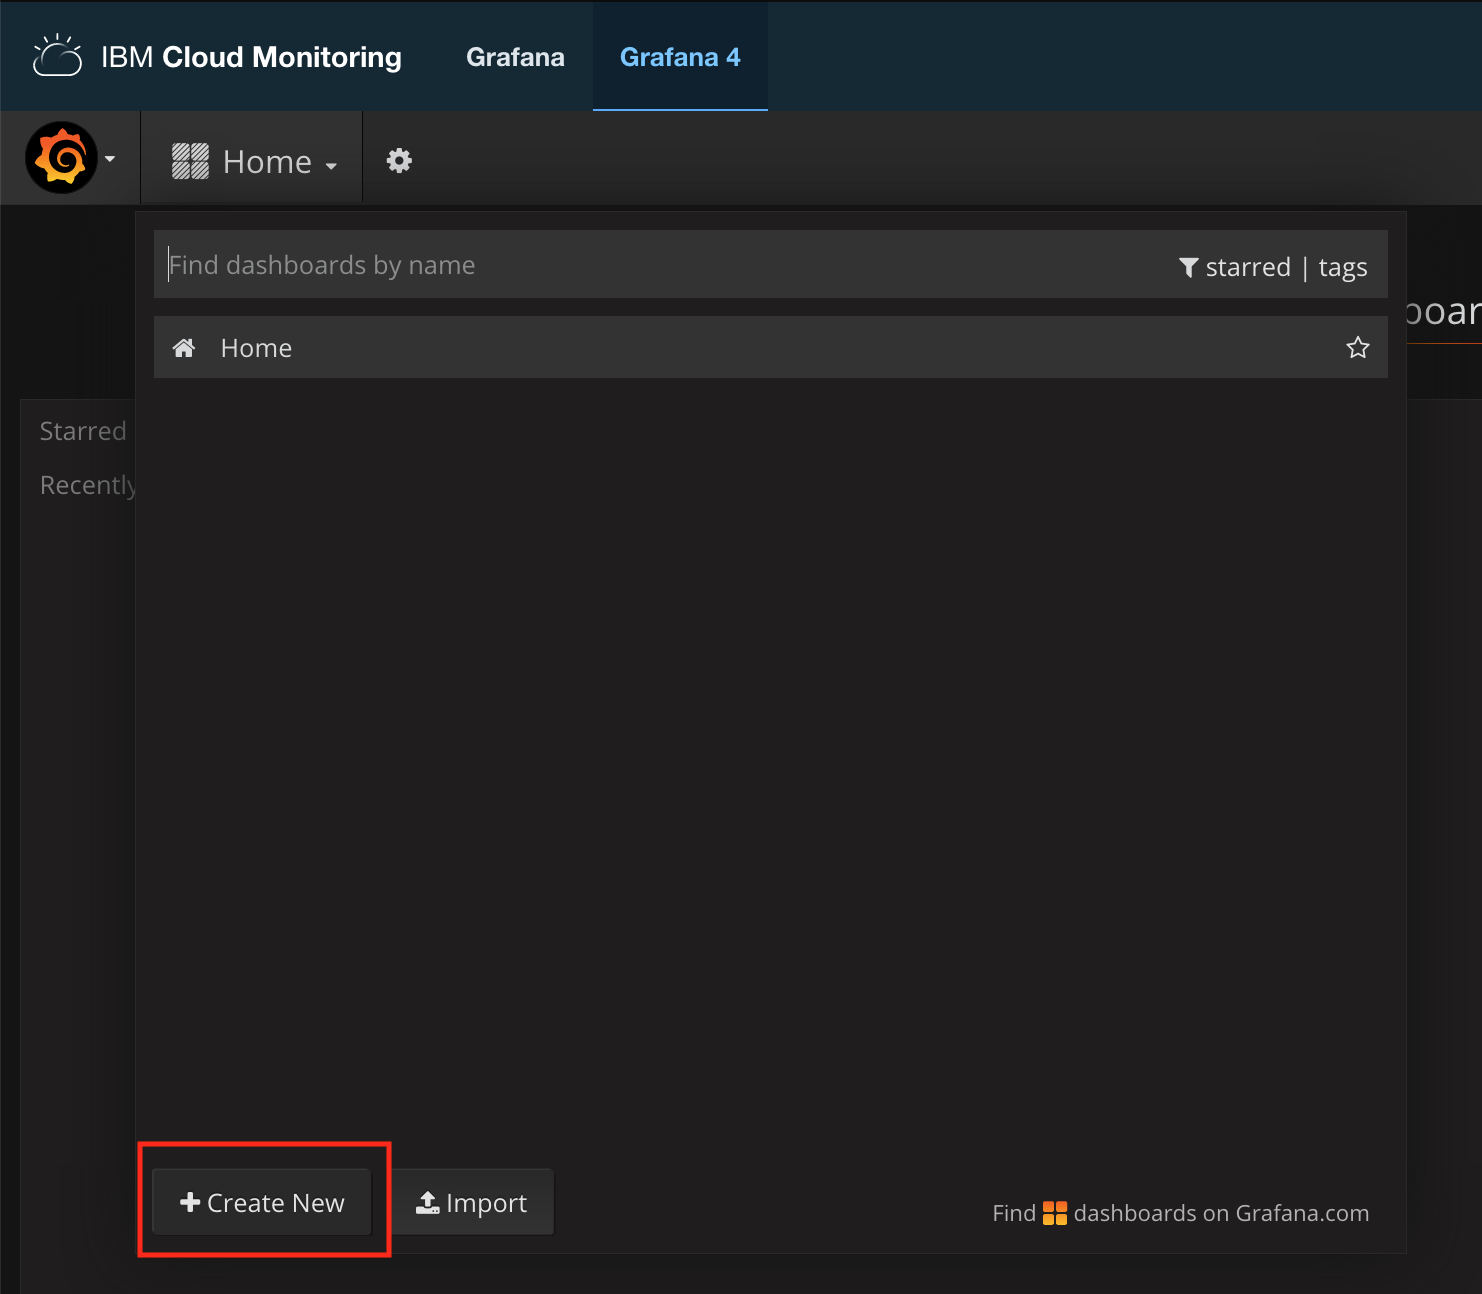 IBM Cloud Monitoring Grafana Grafana 4
Home
Find dashboards by name starred | tags
Home
Starred
Recently
Create New Import
Find dashboards on Grafana.com